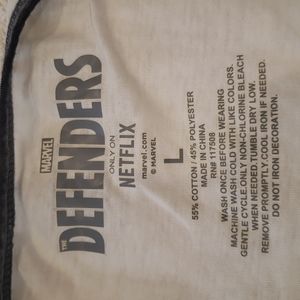 MARVEL
THE DEFENDERS
ONLY ON
NETFLIX
marvel.com
© MARVEL
L
55% COTTON / 45% POLYESTER
MADE IN CHINA
RN# 117508
WASH ONCE BEFORE WEARING
MACHINE WASH COLD WITH LIKE COLORS.
GENTLE CYCLE.ONLY NON-CHLORINE BLEACH
WHEN NEEDED.TUMBLE DRY LOW.
REMOVE PROMPTLY.COOL IRON IF NEEDED.
DO NOT IRON DECORATION.